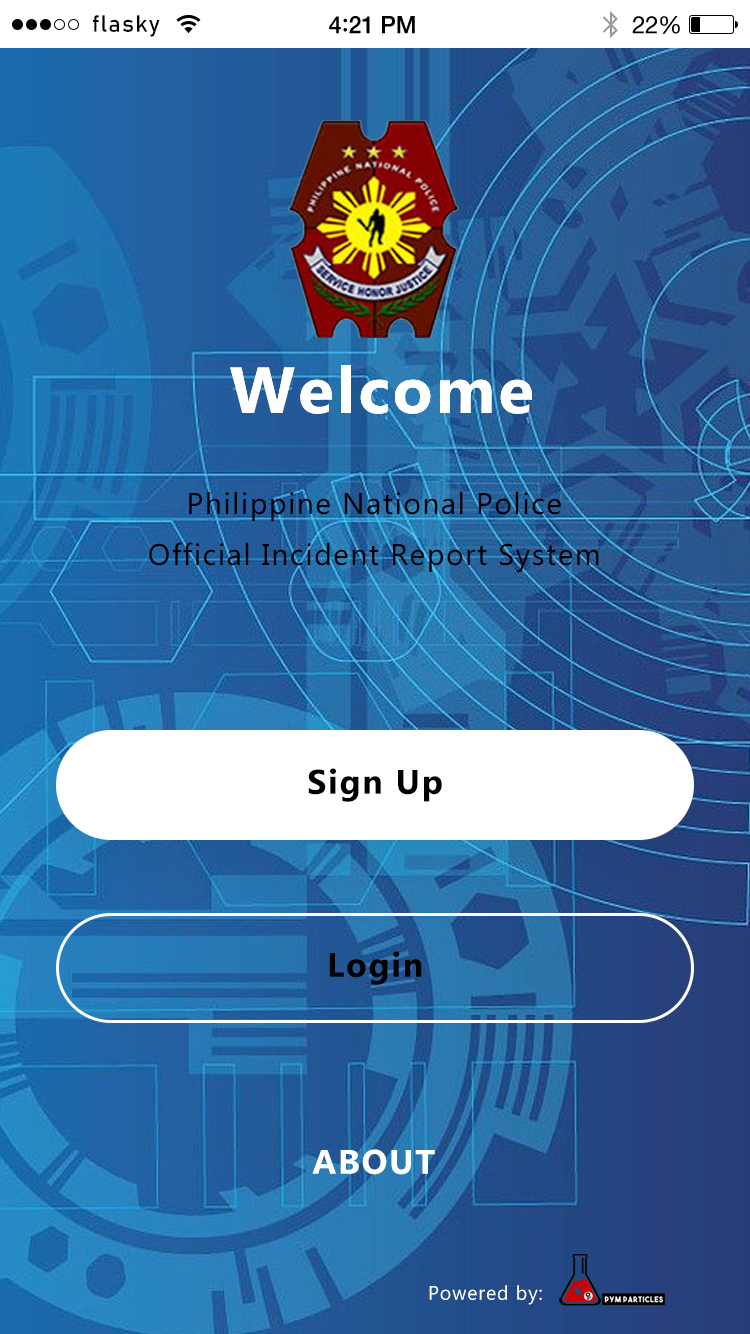 flasky 4:21 PM 22%
PHILIPPINE NATIONAL POLICE
SERVICE HONOR JUSTICE
Welcome
Philippine National Police
Official Incident Report System
Sign Up
Login
ABOUT
Powered by:
PYM PARTICLES